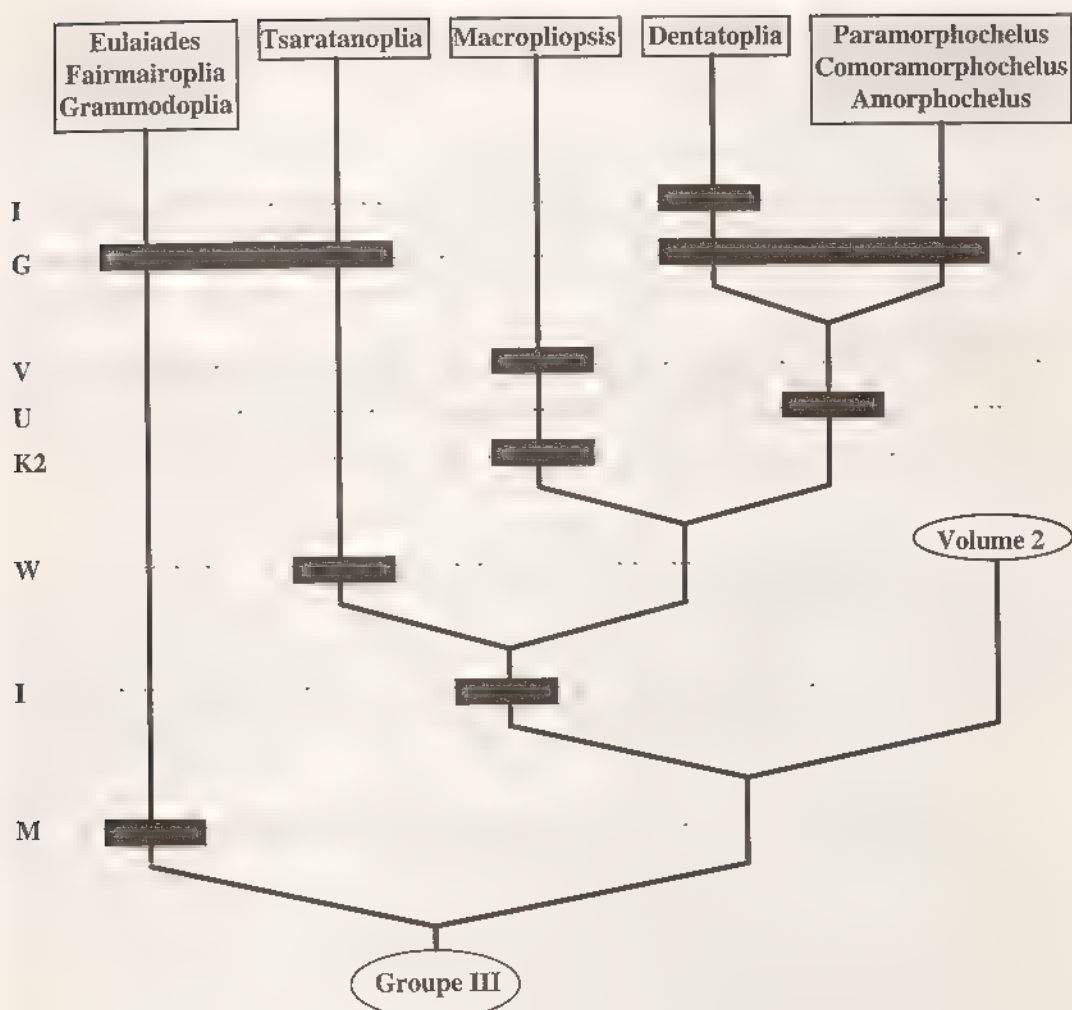 Eulaiades
Fairmairoplia
Grammodoplia
Tsaratanoplia
Macropliopsis
Dentatoplia
Paramorphochelus
Comoramorphochelus
Amorphochelus
I
G
V
U
K2
W
Volume 2
I
M
Groupe III